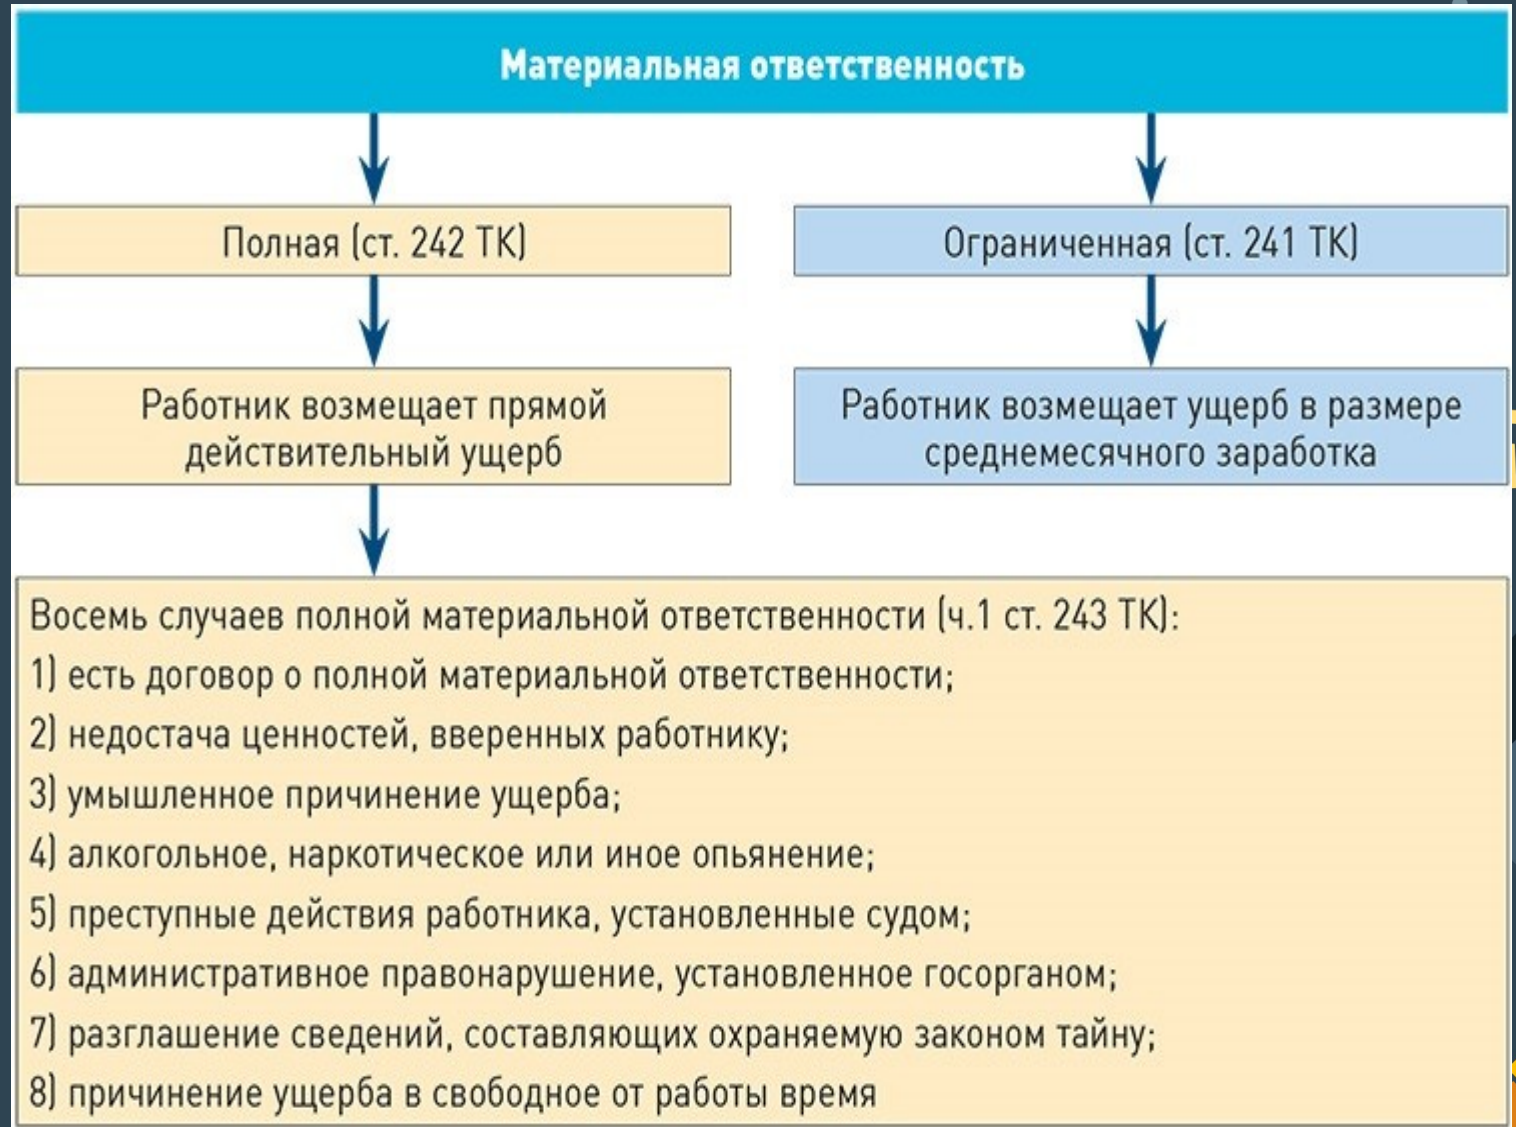 Материальная ответственность
Полная (ст. 242 ТК)
Ограниченная (ст. 241 ТК)
Работник возмещает прямой
действительный ущерб
Работник возмещает ущерб в размере
среднемесячного заработка
Восемь случаев полной материальной ответственности (ч.1 ст. 243 ТК):
1) есть договор о полной материальной ответственности;
2) недостача ценностей, вверенных работнику;
3) умышленное причинение ущерба;
4) алкогольное, наркотическое или иное опьянение;
5) преступные действия работника, установленные судом;
6) административное правонарушение, установленное госорганом;
7) разглашение сведений, составляющих охраняемую законом тайну;
8) причинение ущерба в свободное от работы время